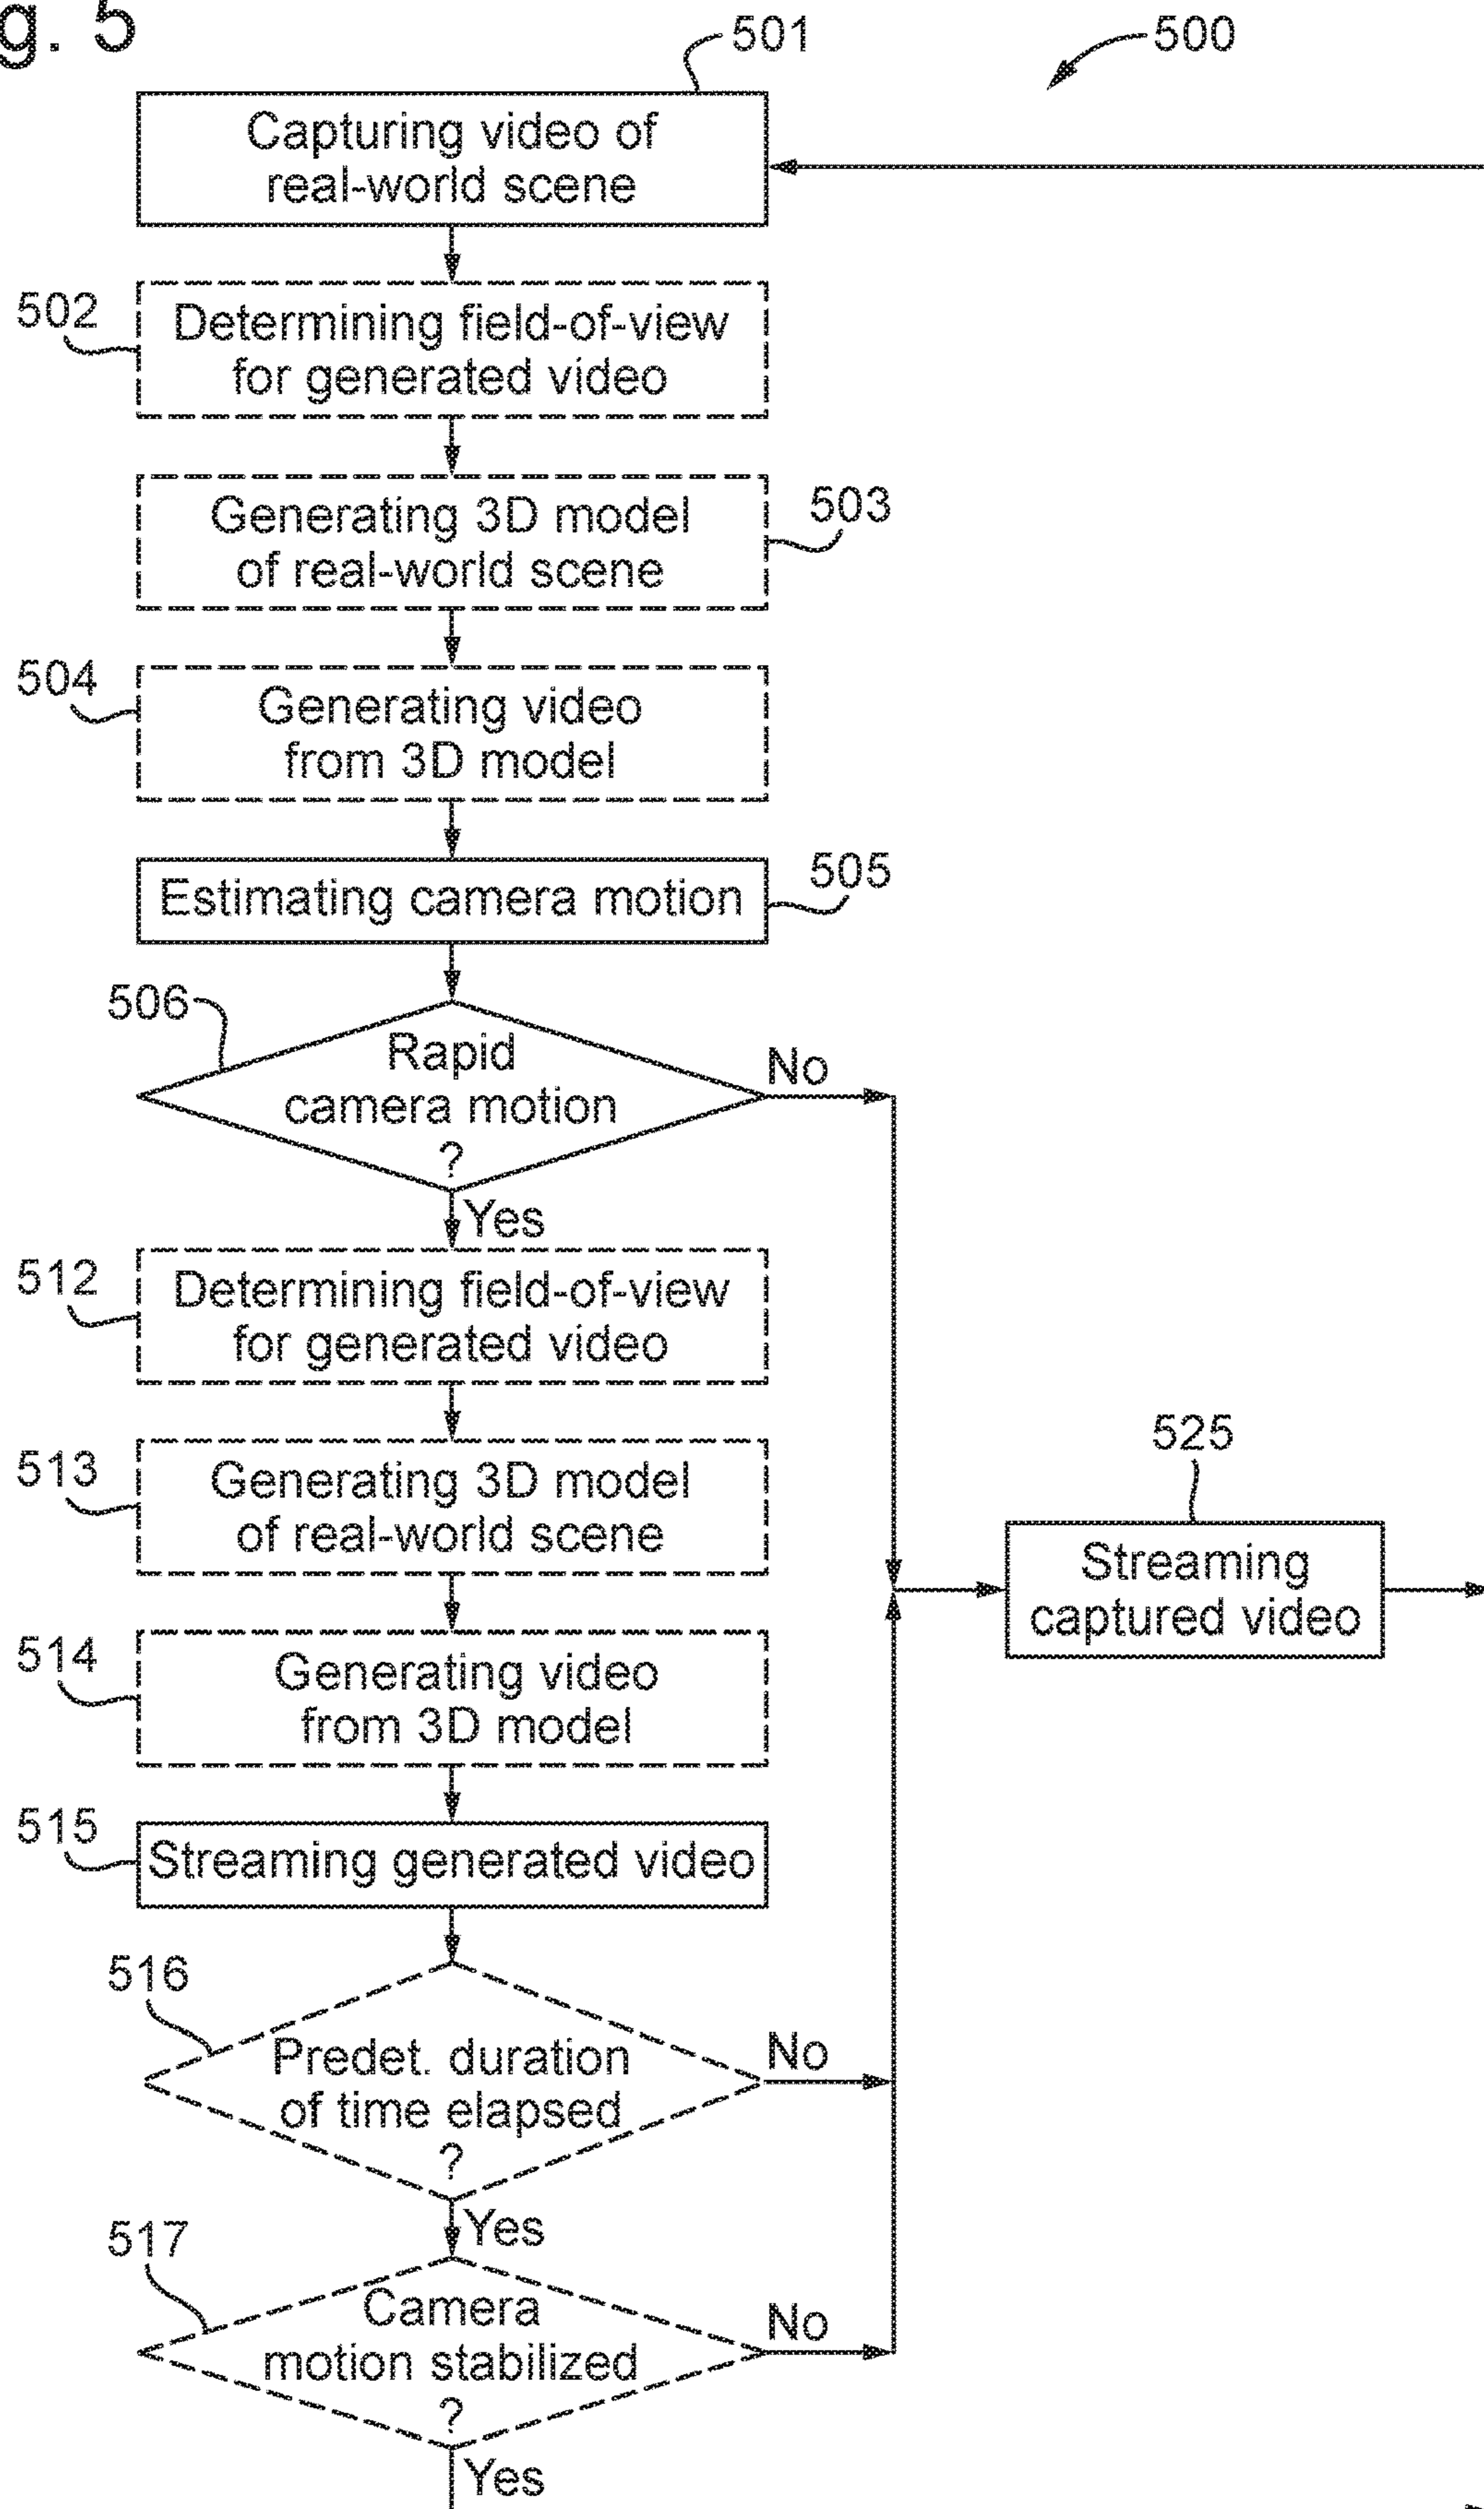 g. 5
501
500
Capturing video of
real-world scene
502
Determining field-of-view
for generated video
503
Generating 3D model
of real-world scene
504
Generating video
from 3D model
505
Estimating camera motion
506
Rapid
camera motion
?
No
Yes
512
Determining field-of-view
for generated video
513
Generating 3D model
of real-world scene
525
Streaming
captured video
514
Generating video
from 3D model
515
Streaming generated video
516
Predet. duration
of time elapsed
?
No
Yes
517
Camera
motion stabilized
?
No
Yes